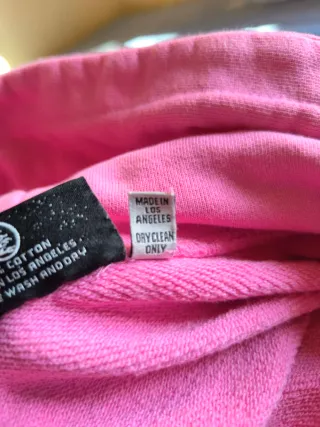 COTTON
LOS ANGELES
WASH AND DRY
MADE IN
LOS
ANGELES
DRY CLEAN
ONLY